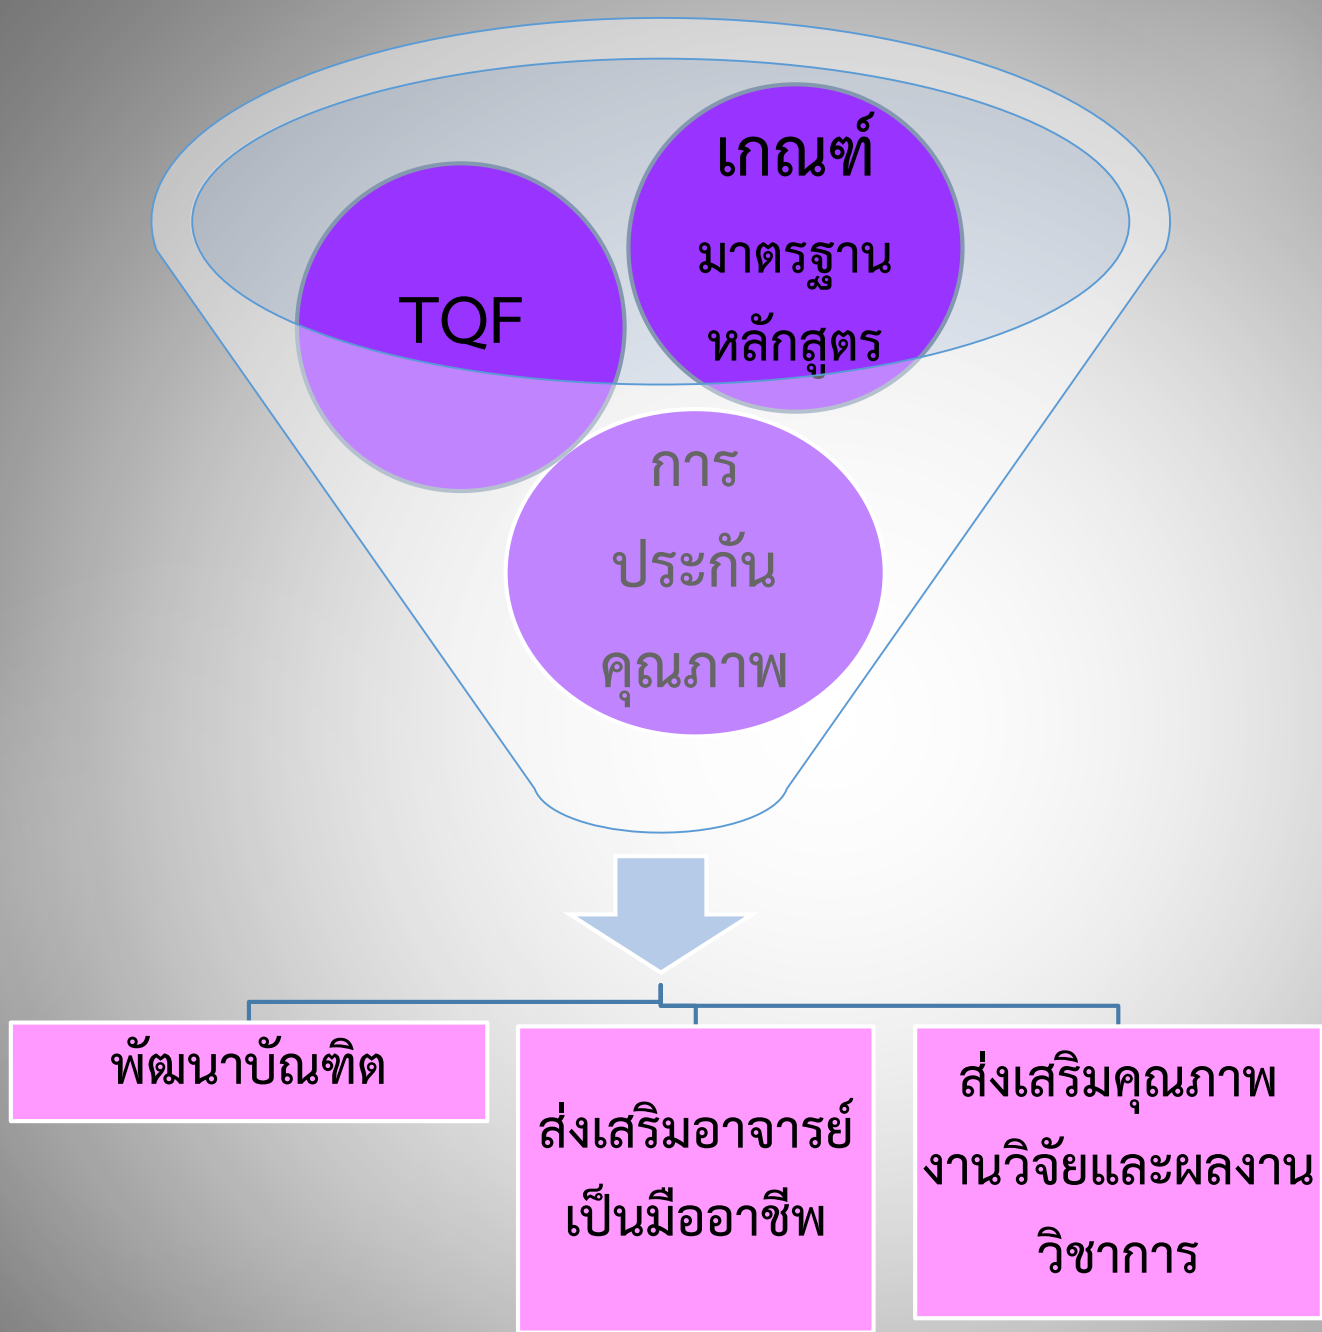 TQF
เกณฑ์
มาตรฐาน
หลักสูตร
การ
ประกัน
คุณภาพ
พัฒนาบัณฑิต
ส่งเสริมอาจารย์
เป็นมืออาชีพ
ส่งเสริมคุณภาพ
งานวิจัยและผลงาน
วิชาการ